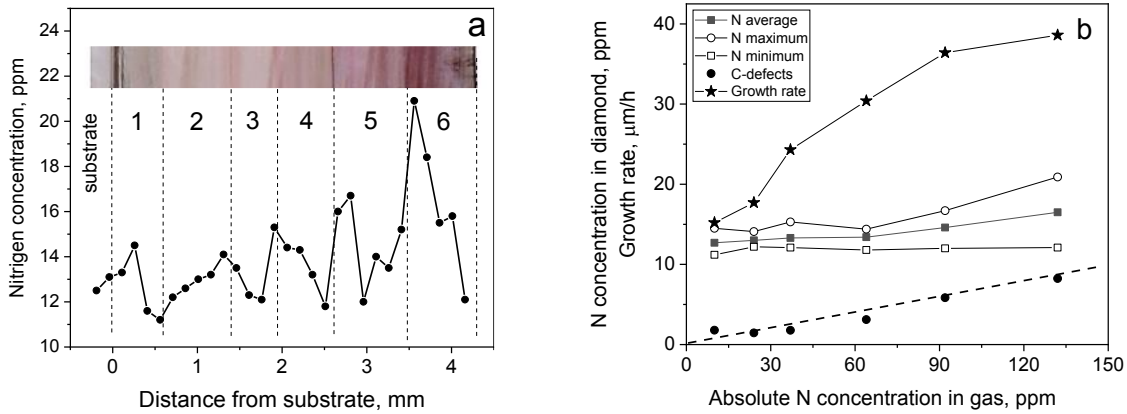 a
24
22
20
18
16
14
12
10
Nitrigen concentration, ppm
substrate
1
2
3
4
5
6
0 1 2 3 4
Distance from substrate, mm
b
N average
N maximum
N minimum
C-defects
Growth rate
40
30
20
10
0
N concentration in diamond, ppm
Growth rate, μm/h
0 30 60 90 120 150
Absolute N concentration in gas, ppm